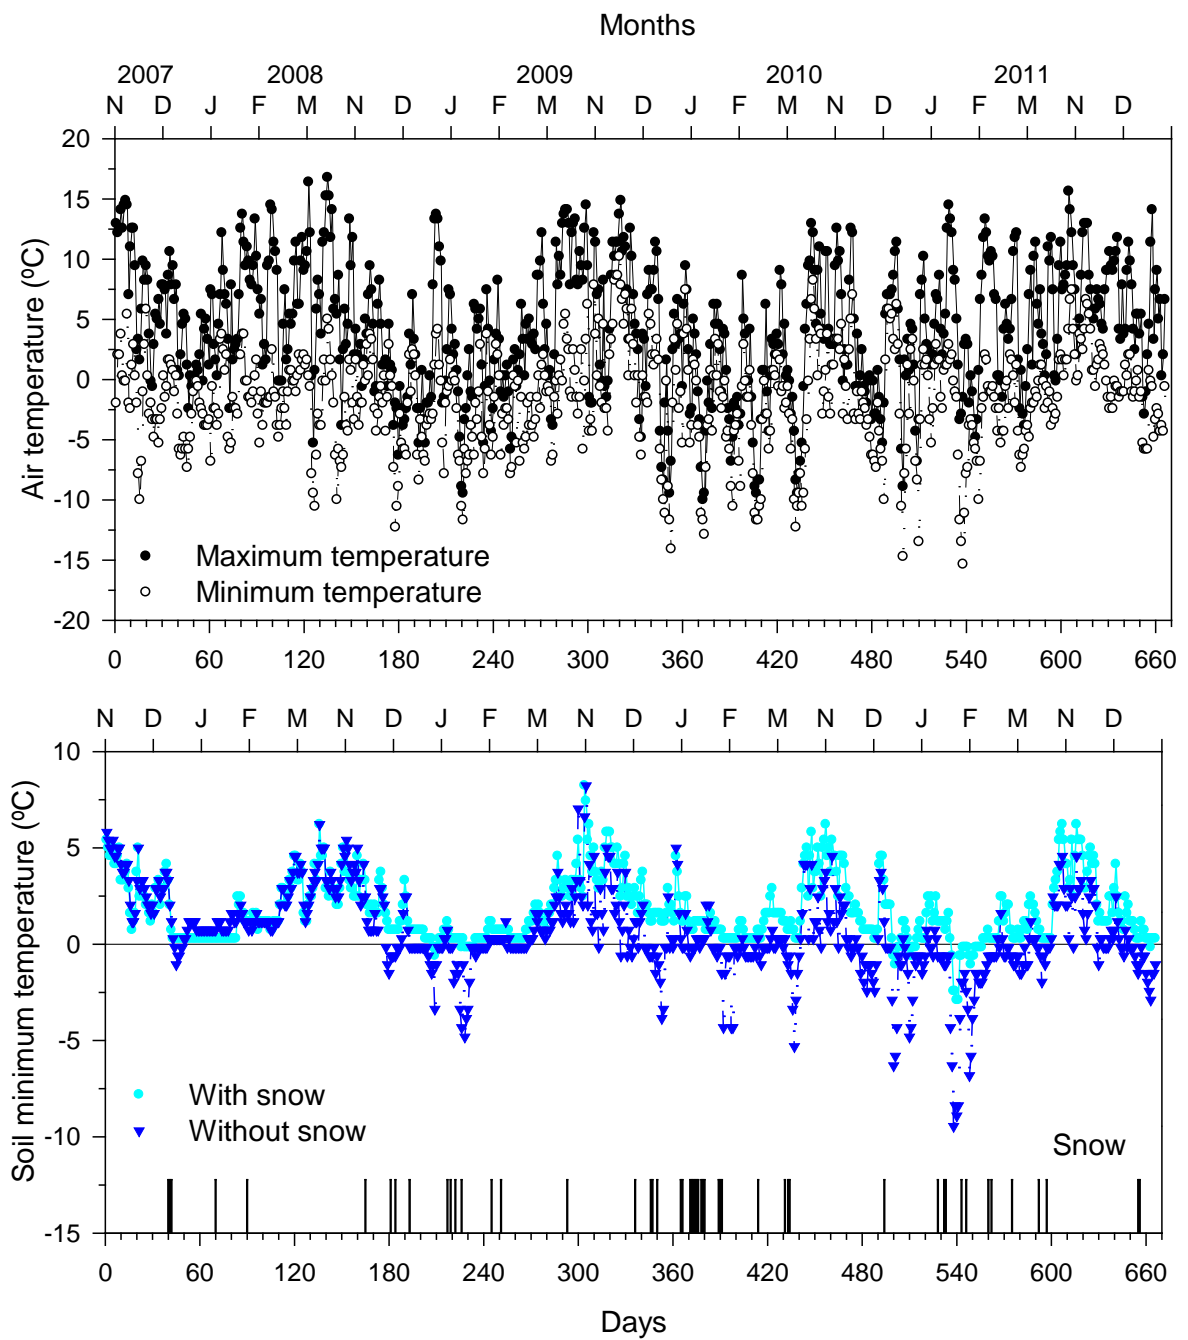 Months
2007 2008 2009 2010 2011
N D J F M N D J F M N D J F M N D J F M N D
20
15
10
5
0
-5
-10
-15
-20
Air temperature (ºC)
Maximum temperature
Minimum temperature
0 60 120 180 240 300 360 420 480 540 600 660
N D J F M N D J F M N D J F M N D J F M N D
10
5
0
-5
-10
-15
Soil minimum temperature (ºC)
With snow
Without snow
Snow
0 60 120 180 240 300 360 420 480 540 600 660
Days